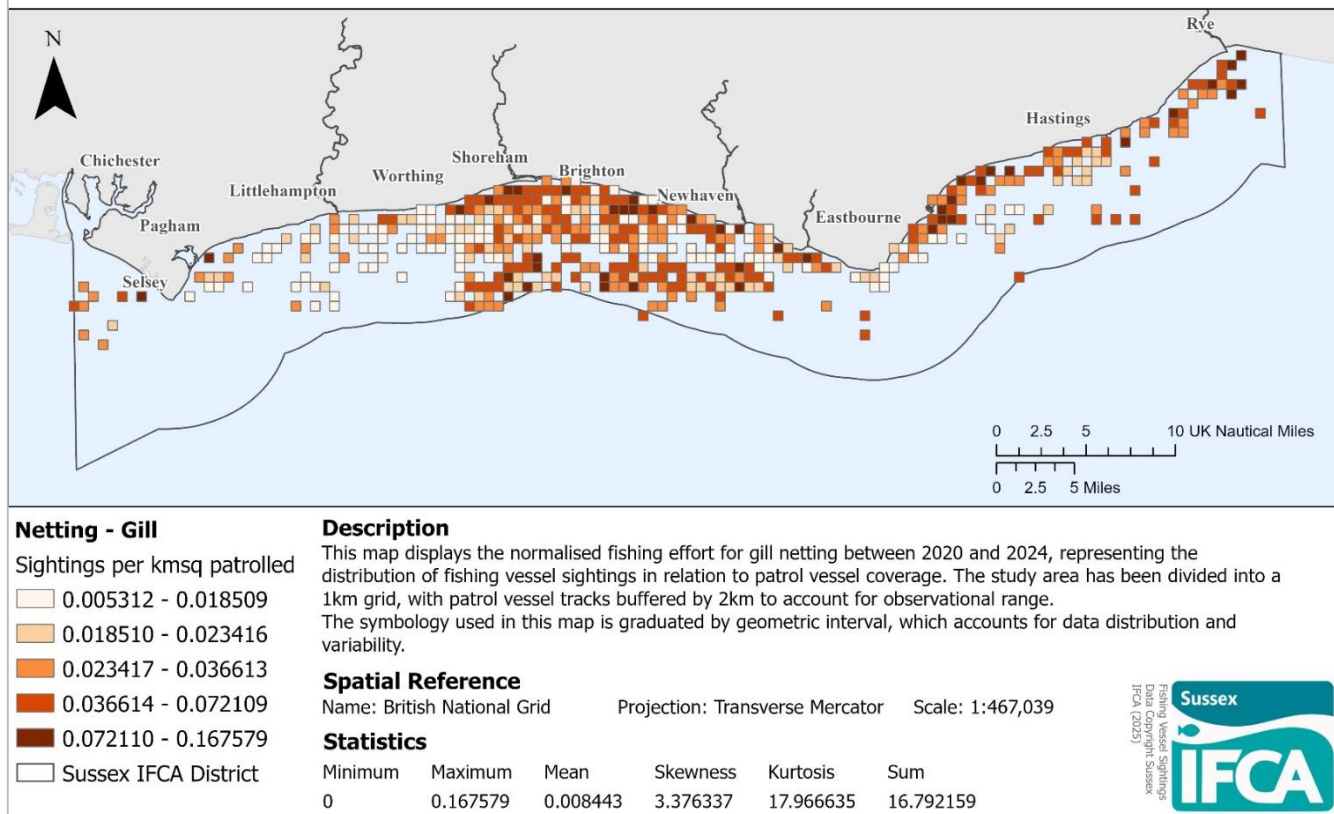 N
Rye
Hastings
Chichester
Shoreham
Brighton
Worthing
Littlehampton
Newhaven
Pagham
Eastbourne
Selsey
0 2.5 5 10 UK Nautical Miles
0 2.5 5 Miles
Netting - Gill
Sightings per kmsq patrolled
0.005312 - 0.018509
0.018510 - 0.023416
0.023417 - 0.036613
0.036614 - 0.072109
0.072110 - 0.167579
Sussex IFCA District
Description
This map displays the normalised fishing effort for gill netting between 2020 and 2024, representing the
distribution of fishing vessel sightings in relation to patrol vessel coverage. The study area has been divided into a
1km grid, with patrol vessel tracks buffered by 2km to account for observational range.
The symbology used in this map is graduated by geometric interval, which accounts for data distribution and
variability.
Spatial Reference
Name: British National Grid Projection: Transverse Mercator Scale: 1:467,039
Statistics
Minimum Maximum Mean Skewness Kurtosis Sum
0 0.167579 0.008443 3.376337 17.966635 16.792159
Fishing Vessel Sightings
Data Copyright Sussex
IFCA (2025)
Sussex
IFCA